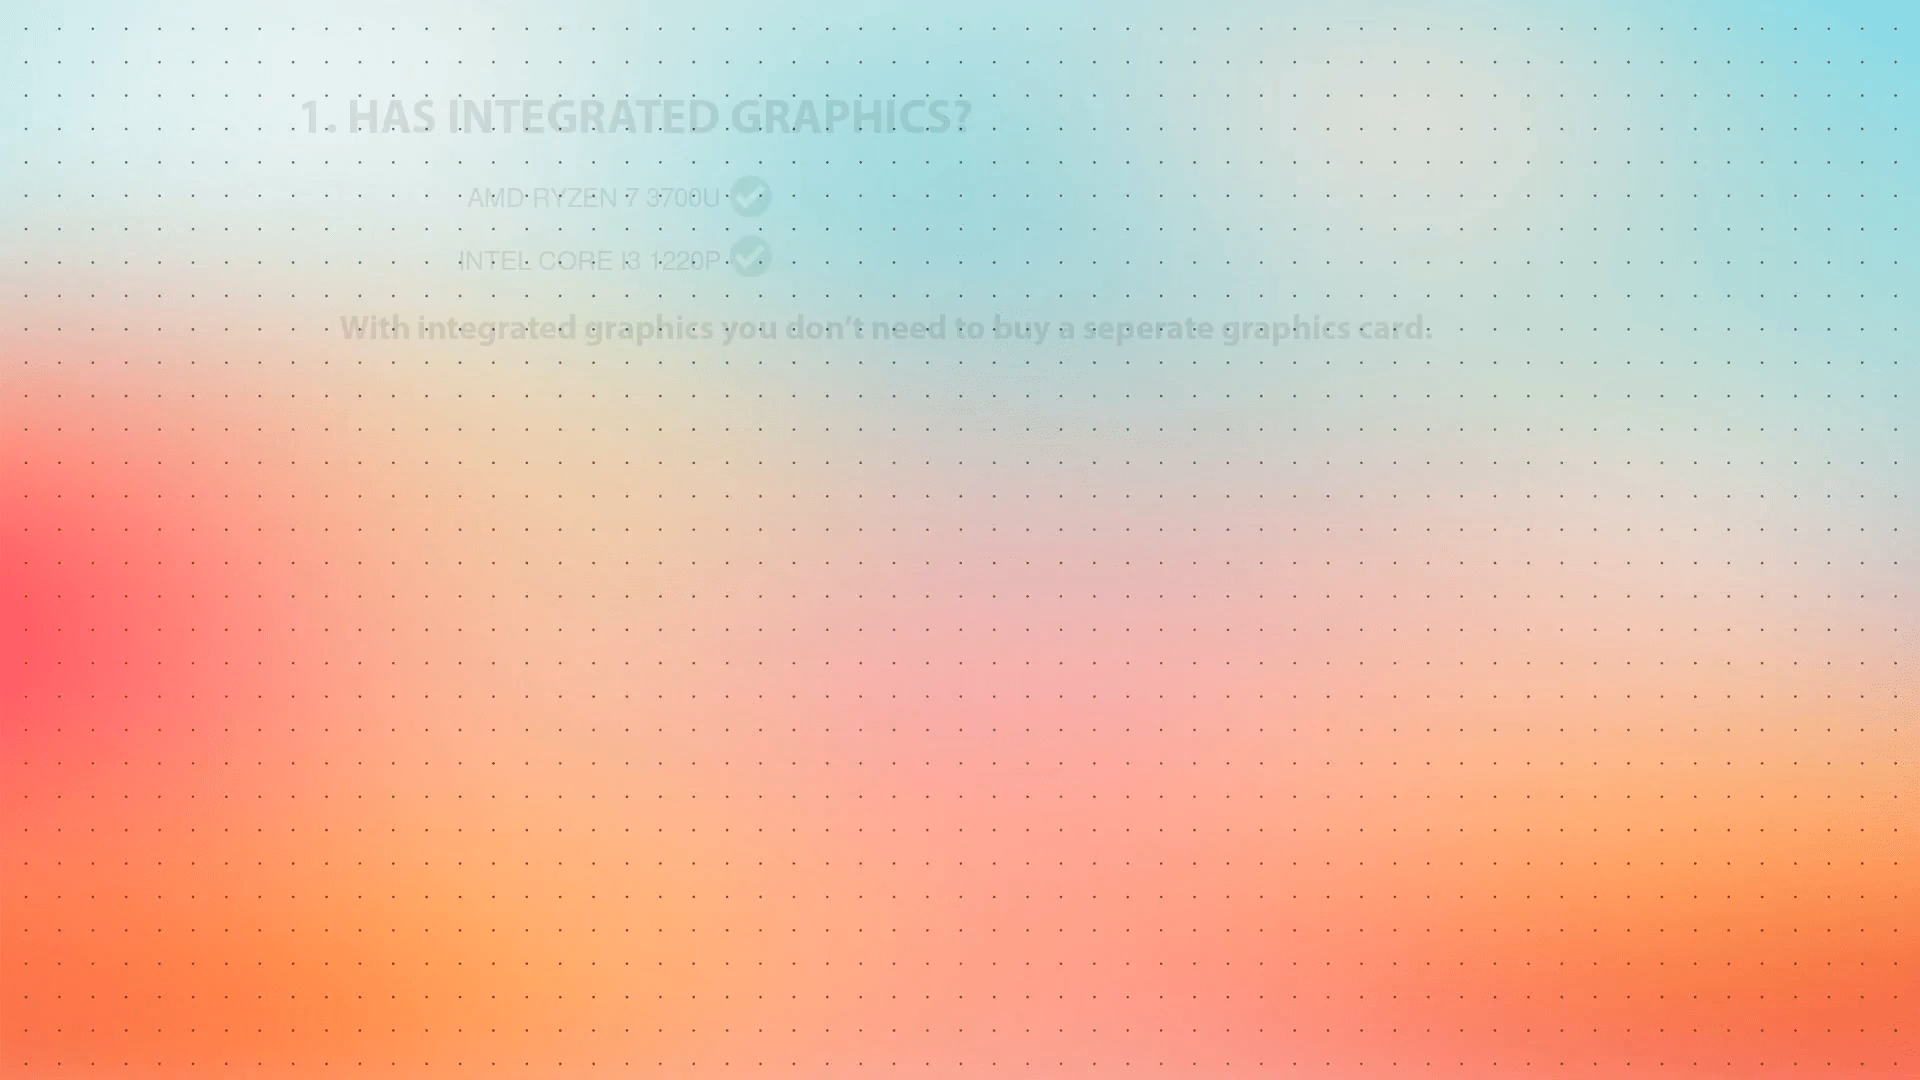 1. HAS INTEGRATED GRAPHICS?
AMD RYZEN 7 3700U
INTEL CORE I3 1220P
With integrated graphics you don’t need to buy a seperate graphics card.